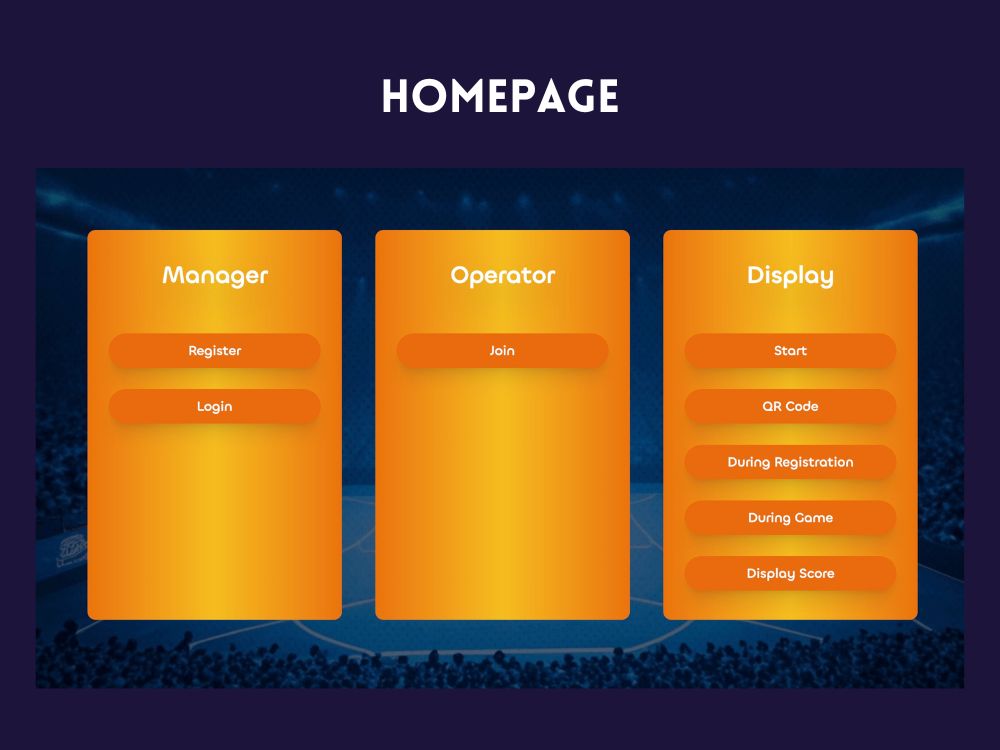 HOMEPAGE
Manager
Register
Login
Operator
Join
Display
Start
QR Code
During Registration
During Game
Display Score